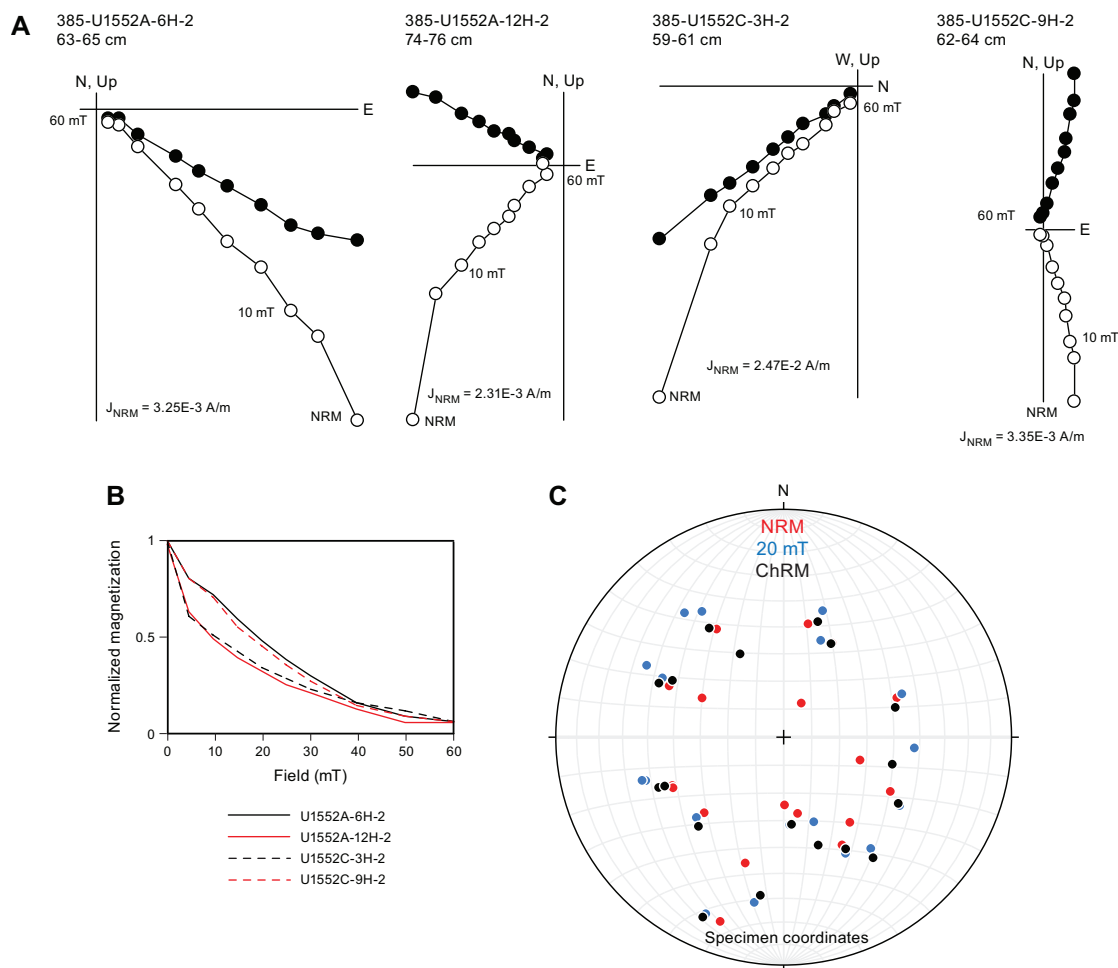 A
385-U1552A-6H-2
63-65 cm
N, Up
E
60 mT
10 mT
NRM
J_NRM = 3.25E-3 A/m
385-U1552A-12H-2
74-76 cm
N, Up
E
60 mT
10 mT
J_NRM = 2.31E-3 A/m
NRM
385-U1552C-3H-2
59-61 cm
W, Up
N
60 mT
10 mT
J_NRM = 2.47E-2 A/m
NRM
385-U1552C-9H-2
62-64 cm
N, Up
60 mT
E
10 mT
NRM
J_NRM = 3.35E-3 A/m
B
Normalized magnetization
1
0.5
0
0 10 20 30 40 50 60
Field (mT)
U1552A-6H-2
U1552A-12H-2
U1552C-3H-2
U1552C-9H-2
C
N
NRM
20 mT
ChRM
Specimen coordinates